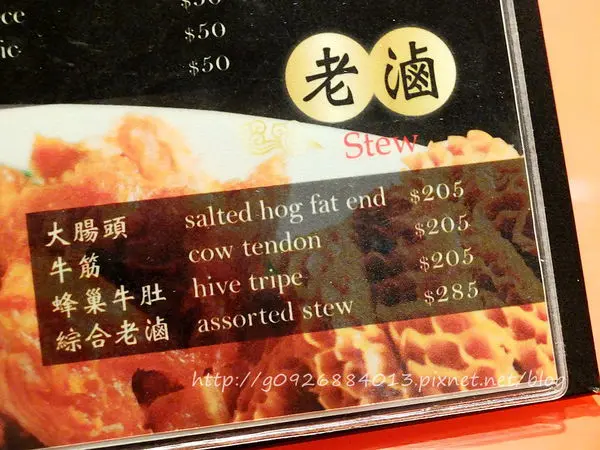 $50
$50
$50
老滷
Stew
大腸頭 salted hog fat end $205
牛筋 cow tendon $205
蜂巢牛肚 hive tripe $205
綜合老滷 assorted stew $285
http://g0926884013.pixnet.net/blog